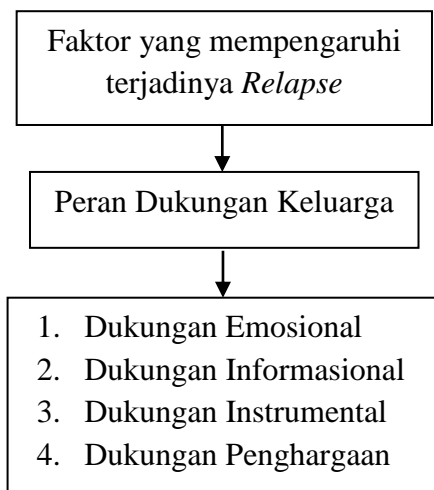 Faktor yang mempengaruhi
terjadinya Relapse
Peran Dukungan Keluarga
1. Dukungan Emosional
2. Dukungan Informasional
3. Dukungan Instrumental
4. Dukungan Penghargaan